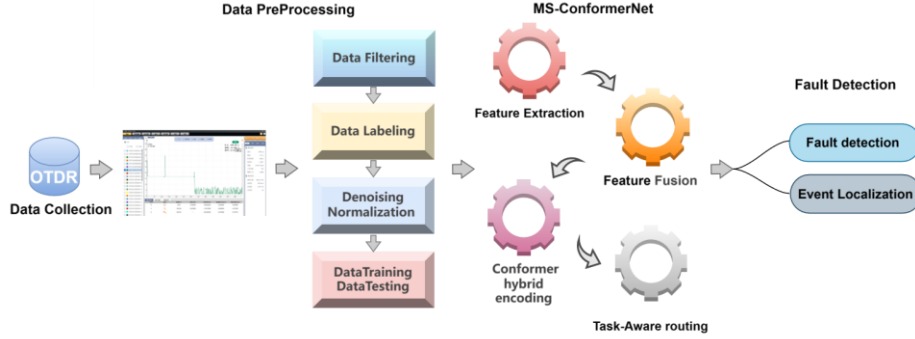 Data PreProcessing
MS-ConformerNet
Data Filtering
Feature Extraction
Fault Detection
Data Labeling
OTDR
Data Collection
Fault detection
Feature Fusion
Event Localization
Denoising
Normalization
Conformer
hybrid
encoding
DataTraining
DataTesting
Task-Aware routing